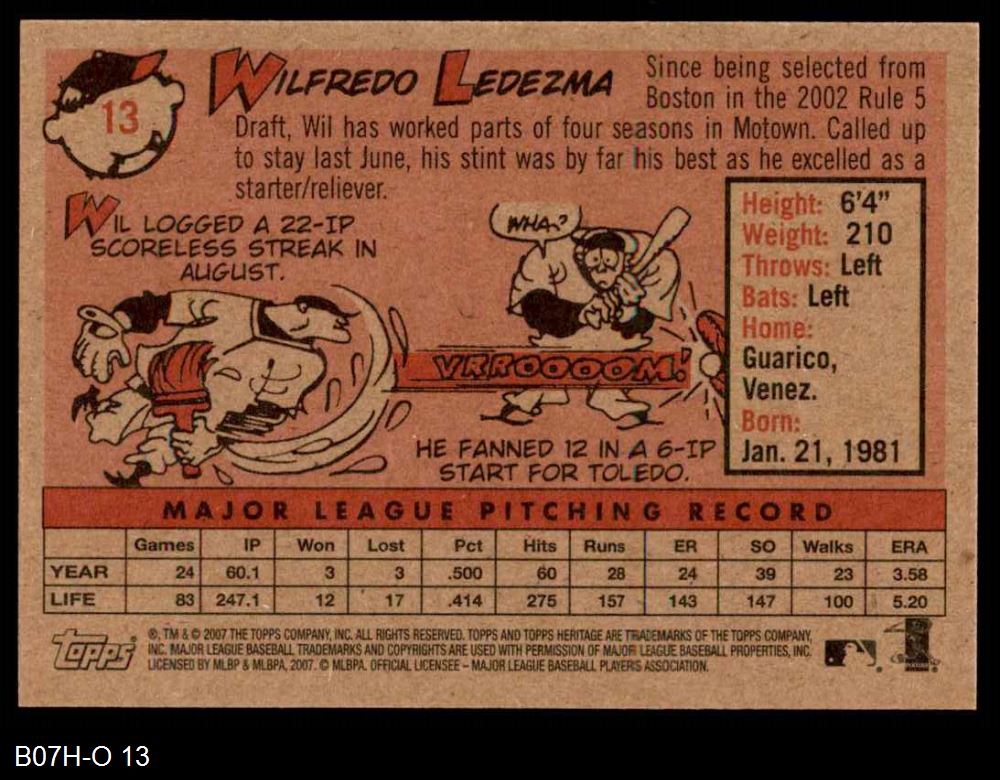 13
WILFREDO LEDEZMA
Since being selected from
Boston in the 2002 Rule 5
Draft, Wil has worked parts of four seasons in Motown. Called up
to stay last June, his stint was by far his best as he excelled as a
starter/reliever.
WIL LOGGED A 22-IP
SCORELESS STREAK IN
AUGUST.
WHA?
VRROOOOOM!
HE FANNED 12 IN A 6-IP
START FOR TOLEDO.
Height: 6'4"
Weight: 210
Throws: Left
Bats: Left
Home:
Guarico,
Venez.
Born:
Jan. 21, 1981
MAJOR LEAGUE PITCHING RECORD
Games IP Won Lost Pct Hits Runs ER SO Walks ERA
YEAR 24 60.1 3 3 .500 60 28 24 39 23 3.58
LIFE 83 247.1 12 17 .414 275 157 143 147 100 5.20
Topps
®, TM & © 2007 THE TOPPS COMPANY, INC. ALL RIGHTS RESERVED. TOPPS AND TOPPS HERITAGE ARE TRADEMARKS OF THE TOPPS COMPANY,
INC. MAJOR LEAGUE BASEBALL TRADEMARKS AND COPYRIGHTS ARE USED WITH PERMISSION OF MAJOR LEAGUE BASEBALL PROPERTIES, INC.
LICENSED BY MLBP & MLBPA, 2007. © MLBPA. OFFICIAL LICENSEE – MAJOR LEAGUE BASEBALL PLAYERS ASSOCIATION.
B07H-O 13